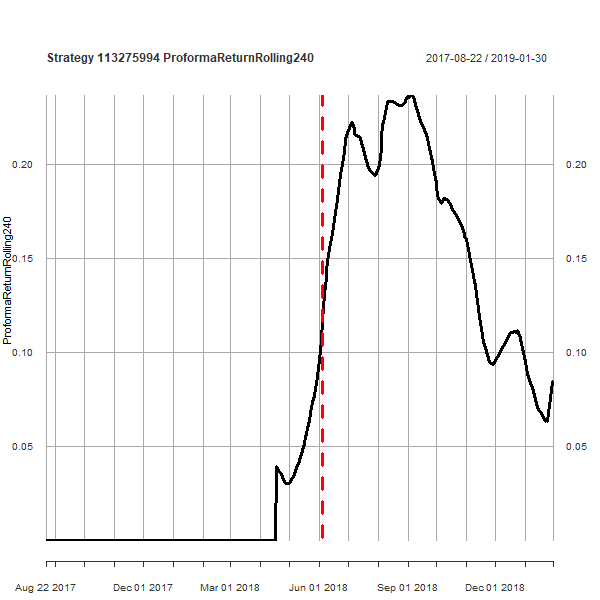 Strategy 113275994 ProformaReturnRolling240
2017-08-22 / 2019-01-30
ProformaReturnRolling240
0.20
0.15
0.10
0.05
0.20
0.15
0.10
0.05
Aug 22 2017
Dec 01 2017
Mar 01 2018
Jun 01 2018
Sep 01 2018
Dec 01 2018